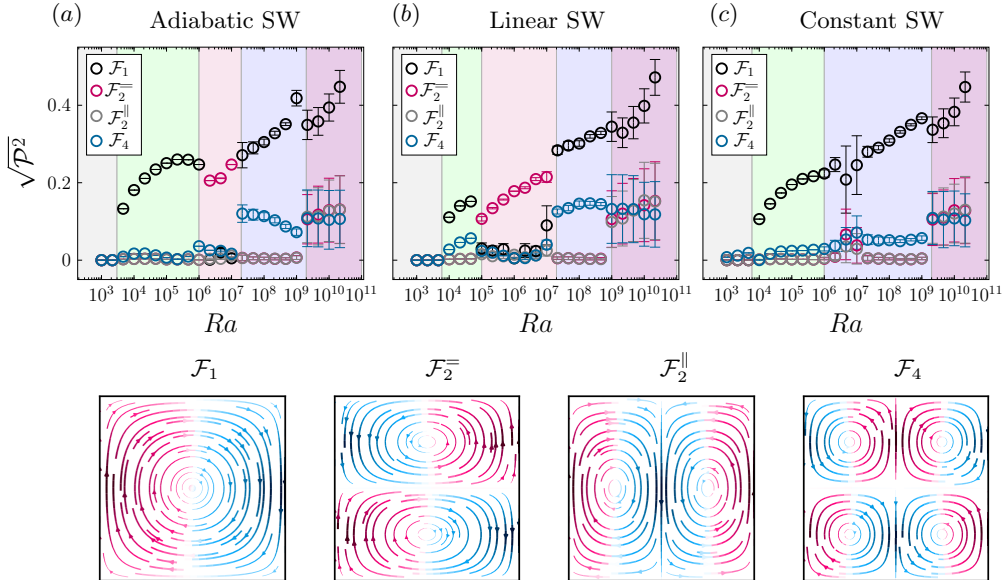 (a) Adiabatic SW
(b) Linear SW
(c) Constant SW
√P²
0.4
0.2
0
F₁
F₂⁼
F₂^∥
F₄
F₁
F₂⁼
F₂^∥
F₄
F₁
F₂⁼
F₂^∥
F₄
10³ 10⁴ 10⁵ 10⁶ 10⁷ 10⁸ 10⁹ 10¹⁰ 10¹¹
10³ 10⁴ 10⁵ 10⁶ 10⁷ 10⁸ 10⁹ 10¹⁰ 10¹¹
10³ 10⁴ 10⁵ 10⁶ 10⁷ 10⁸ 10⁹ 10¹⁰ 10¹¹
Ra
Ra
Ra
F₁
F₂⁼
F₂^∥
F₄